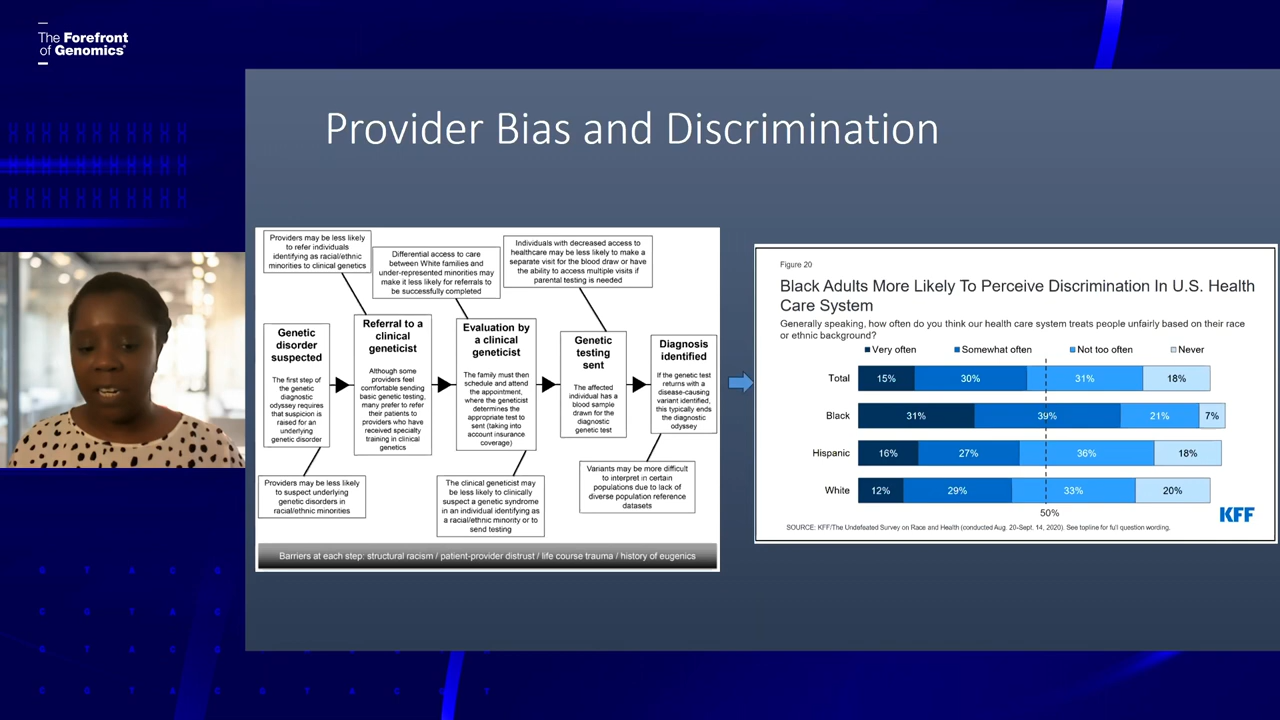 The Forefront
of Genomics®
Provider Bias and Discrimination
Providers may be less likely
to refer individuals
identifying as racial/ethnic
minorities to clinical genetics
Differential access to care
between White families and
under-represented minorities may
make it less likely for referrals to
be successfully completed
Individuals with decreased access to
healthcare may be less likely to make a
separate visit for the blood draw or have
the ability to access multiple visits if
parental testing is needed
Genetic
disorder
suspected
The first step of
the genetic
diagnostic
odyssey requires
that suspicion is
raised for an
underlying
genetic disorder
Referral to a
clinical
geneticist
Although some
providers feel
comfortable sending
basic genetic testing,
many prefer to refer
their patients to
providers who have
received specialty
training in clinical
genetics
Evaluation by
a clinical
geneticist
The family must then
schedule and attend
the appointment,
where the geneticist
determines the
appropriate test to
sent (taking into
account insurance
coverage)
Genetic
testing
sent
The affected
individual has a
blood sample
drawn for the
diagnostic
genetic test
Diagnosis
identified
If the genetic test
returns with a
disease-causing
variant identified,
this typically ends
the diagnostic
odyssey
Providers may be less likely
to suspect underlying
genetic disorders in
racial/ethnic minorities
The clinical geneticist may
be less likely to clinically
suspect a genetic syndrome
in an individual identifying as
a racial/ethnic minority or to
send testing
Variants may be more difficult
to interpret in certain
populations due to lack of
diverse population reference
datasets
Barriers at each step: structural racism / patient-provider distrust / life course trauma / history of eugenics
Figure 20
Black Adults More Likely To Perceive Discrimination In U.S. Health
Care System
Generally speaking, how often do you think our health care system treats people unfairly based on their race
or ethnic background?
Very often Somewhat often Not too often Never
Total 15% 30% 31% 18%
Black 31% 39% 21% 7%
Hispanic 16% 27% 36% 18%
White 12% 29% 33% 20%
50%
KFF
SOURCE: KFF/The Undefeated Survey on Race and Health (conducted Aug. 20-Sept. 14, 2020). See topline for full question wording.